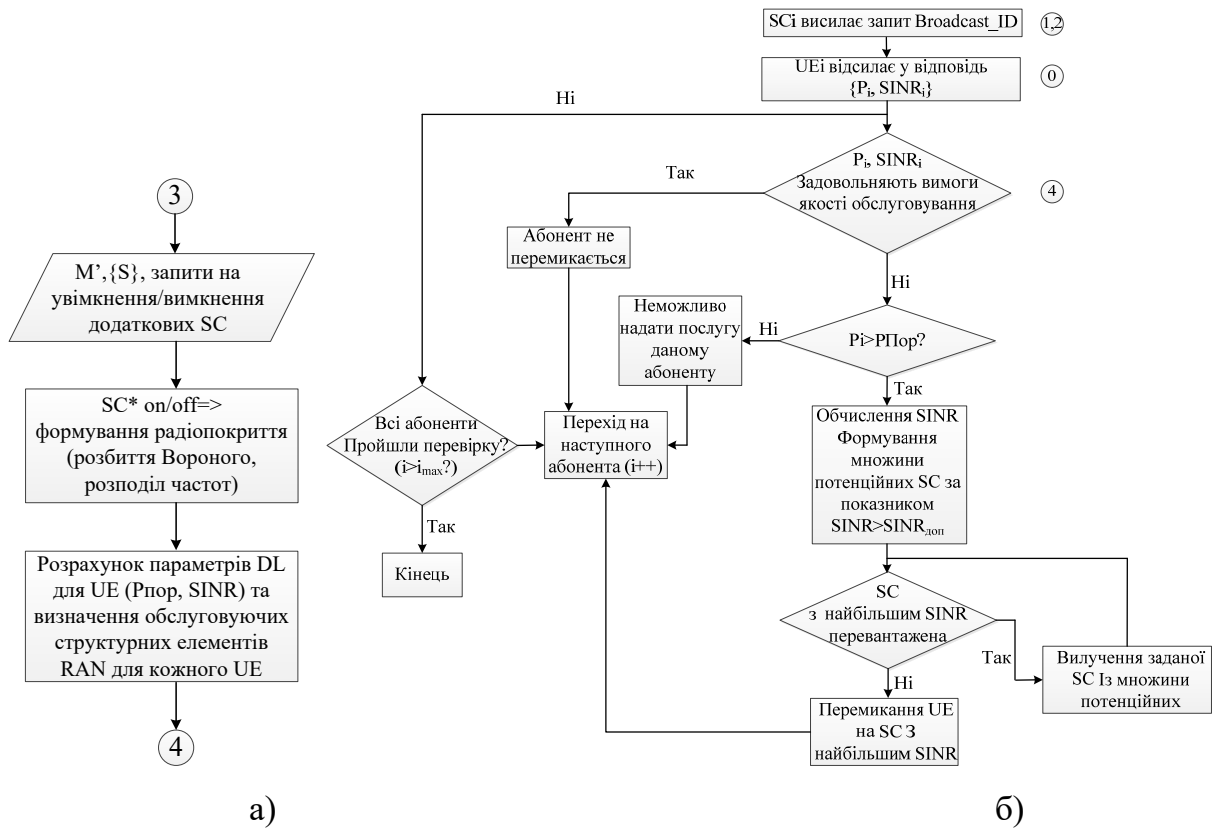 3
M’,{S}, запити на
увімкнення/вимкнення
додаткових SC
SC* on/off=>
формування радіопокриття
(розбиття Вороного,
розподіл частот)
Розрахунок параметрів DL
для UE (Рпор, SINR) та
визначення обслуговуючих
структурних елементів
RAN для кожного UE
4
а)
SCi висилає запит Broadcast_ID
1,2
UEi відсилає у відповідь
{Pi, SINRi}
0
Ні
Pi, SINRi
Задовольняють вимоги
якості обслуговування
4
Так
Абонент не
перемикається
Ні
Pi>PПор?
Ні
Неможливо
надати послугу
даному
абоненту
Так
Всі абоненти
Пройшли перевірку?
(i>imax?)
Перехід на
наступного
абонента (i++)
Так
Кінець
Обчислення SINR
Формування
множини
потенційних SC за
показником
SINR>SINRдоп
SC
з найбільшим SINR
перевантажена
Так
Вилучення заданої
SC Із множини
потенційних
Ні
Перемикання UE
на SC З
найбільшим SINR
б)